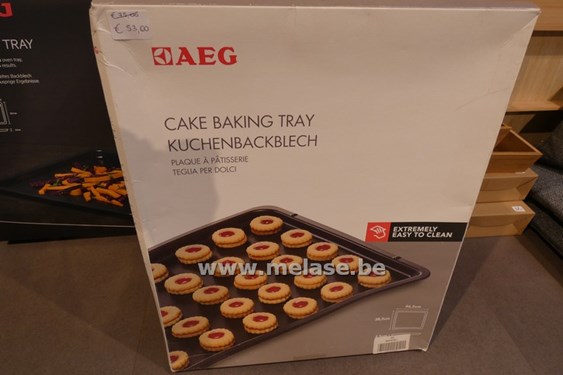 € 55,00
AEG
CAKE BAKING TRAY
KUCHENBACKBLECH
PLAQUE À PÂTISSERIE
TEGLIA PER DOLCI
EXTREMELY
EASY TO CLEAN
www.melase.be
G
TRAY